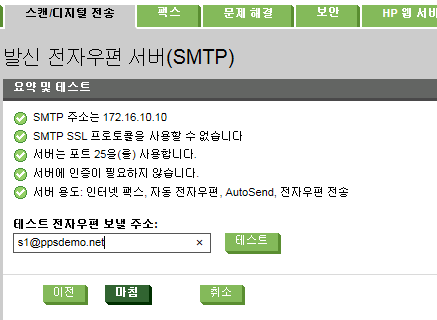 스캔/디지털 전송
팩스
문제 해결
보안
HP 웹 서비
발신 전자우편 서버(SMTP)
요약 및 테스트
SMTP 주소는 172.16.10.10
SMTP SSL 프로토콜을 사용할 수 없습니다
서버는 포트 25을(를) 사용합니다.
서버에 인증이 필요하지 않습니다.
서버 용도: 인터넷 팩스, 자동 전자우편, AutoSend, 전자우편 전송
테스트 전자우편 보낼 주소:
s1@ppsdemo.net ×
테스트
이전
마침
취소